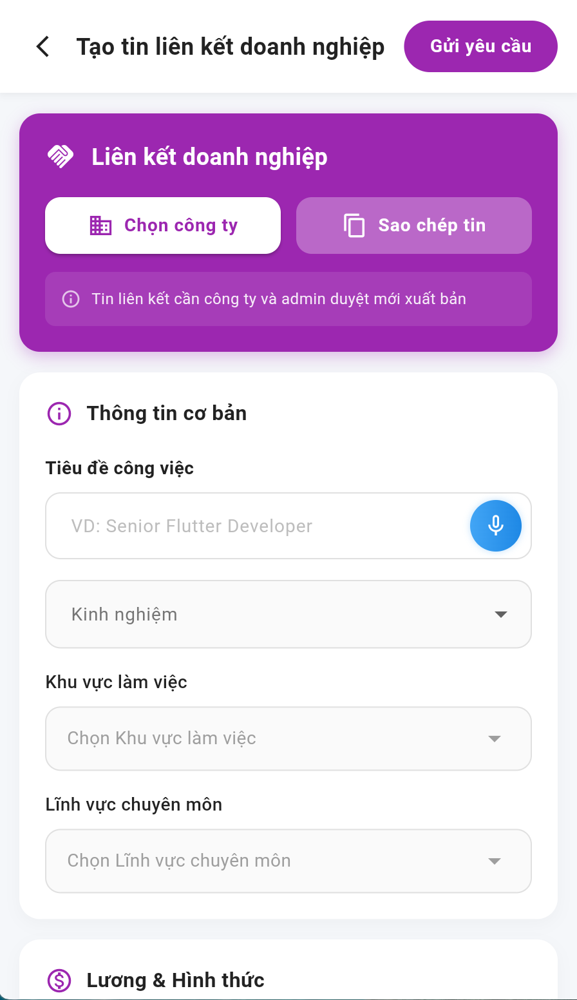 Tạo tin liên kết doanh nghiệp
Gửi yêu cầu
Liên kết doanh nghiệp
Chọn công ty
Sao chép tin
Tin liên kết cần công ty và admin duyệt mới xuất bản
Thông tin cơ bản
Tiêu đề công việc
VD: Senior Flutter Developer
Kinh nghiệm
Khu vực làm việc
Chọn Khu vực làm việc
Lĩnh vực chuyên môn
Chọn Lĩnh vực chuyên môn
Lương & Hình thức